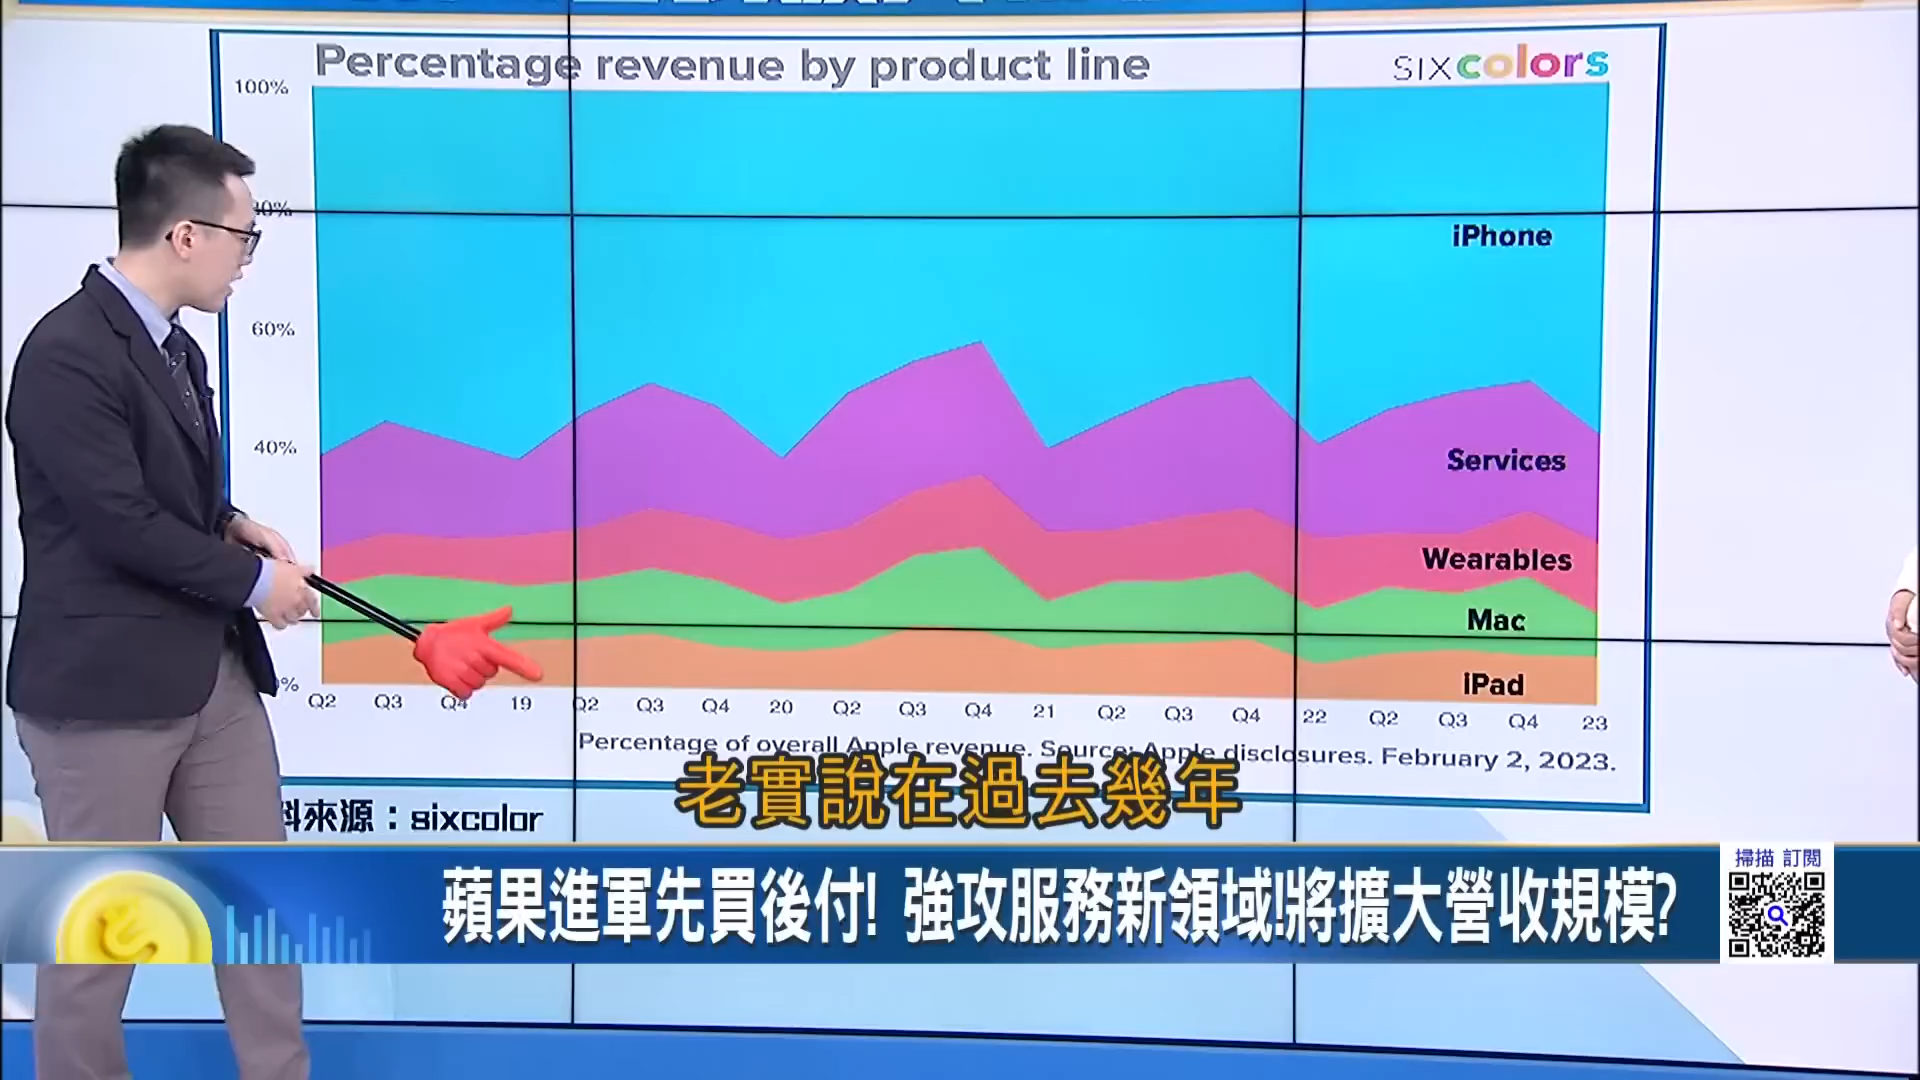 Percentage revenue by product line
sixcolors
100%
80%
60%
40%
iPhone
Services
Wearables
Mac
iPad
Q2 Q3 Q4 19 Q2 Q3 Q4 20 Q2 Q3 Q4 21 Q2 Q3 Q4 22 Q2 Q3 Q4 23
Percentage of overall Apple revenue. Source: Apple disclosures. February 2, 2023.
老實說在過去幾年
料來源：sixcolor
掃描 訂閱
蘋果進軍先買後付! 強攻服務新領域!將擴大營收規模?